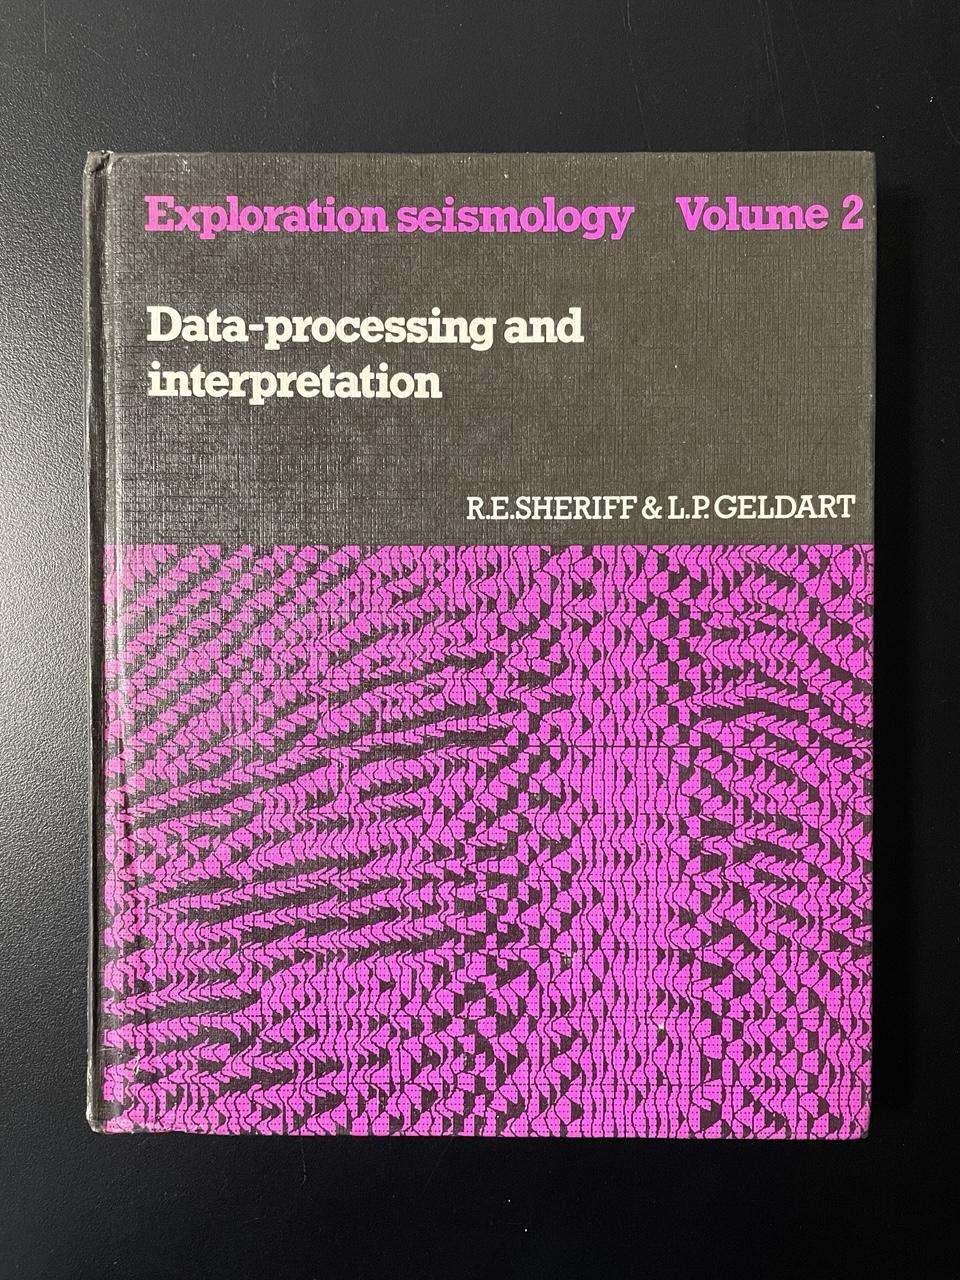 Exploration seismology Volume 2
Data-processing and
interpretation
R.E.SHERIFF & L.P.GELDART